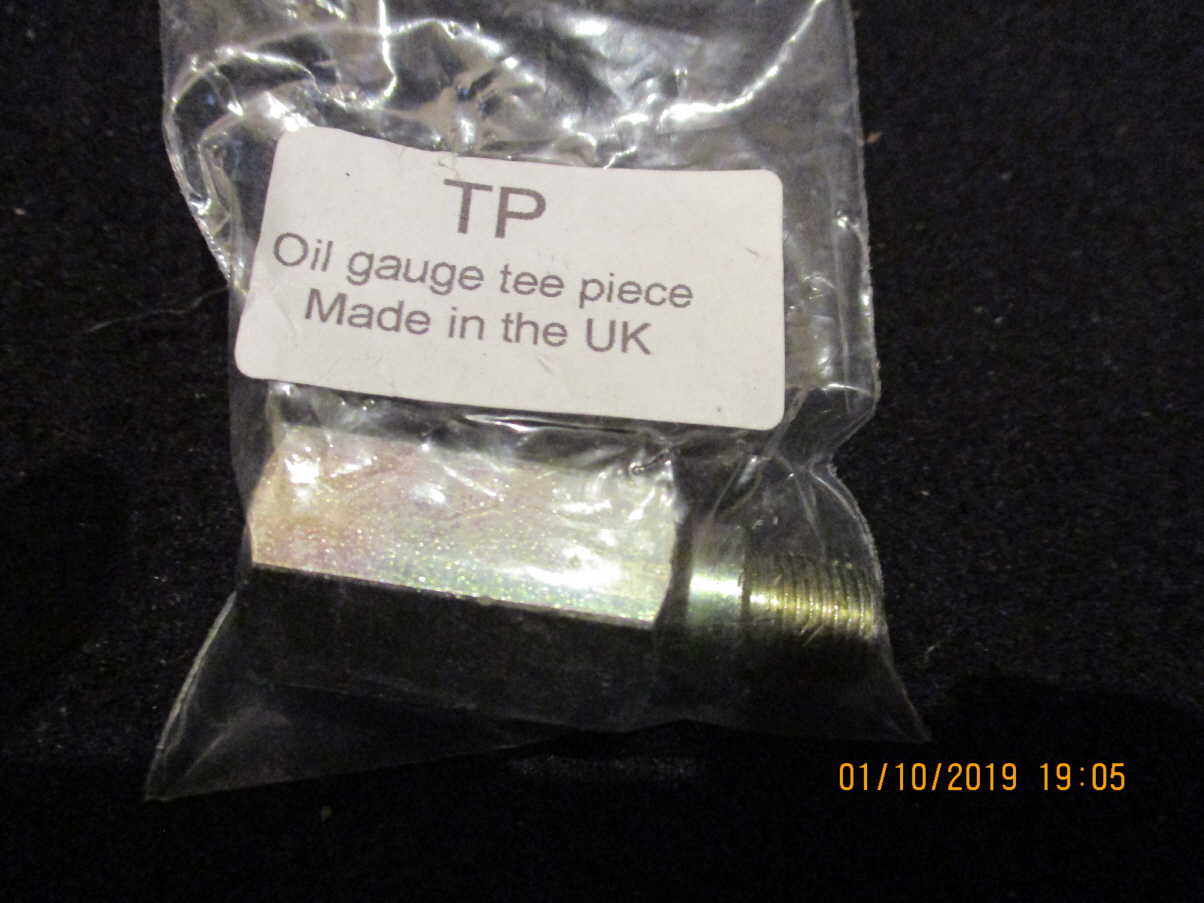 TP
Oil gauge tee piece
Made in the UK
01/10/2019 19:05